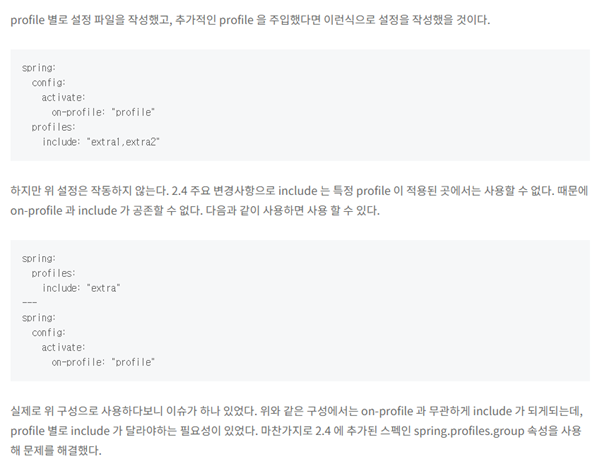 profile 별로 설정 파일을 작성했고, 추가적인 profile 을 주입했다면 이런식으로 설정을 작성했을 것이다.
spring:
  config:
    activate:
      on-profile: "profile"
  profiles:
    include: "extra1,extra2"
하지만 위 설정은 작동하지 않는다. 2.4 주요 변경사항으로 include 는 특정 profile 이 적용된 곳에서는 사용할 수 없다. 때문에
on-profile 과 include 가 공존할 수 없다. 다음과 같이 사용하면 사용 할 수 있다.
spring:
  profiles:
    include: "extra"
---
spring:
  config:
    activate:
      on-profile: "profile"
실제로 위 구성으로 사용하다보니 이슈가 하나 있었다. 위와 같은 구성에서는 on-profile 과 무관하게 include 가 되게되는데,
profile 별로 include 가 달라야하는 필요성이 있었다. 마찬가지로 2.4 에 추가된 스펙인 spring.profiles.group 속성을 사용
해 문제를 해결했다.